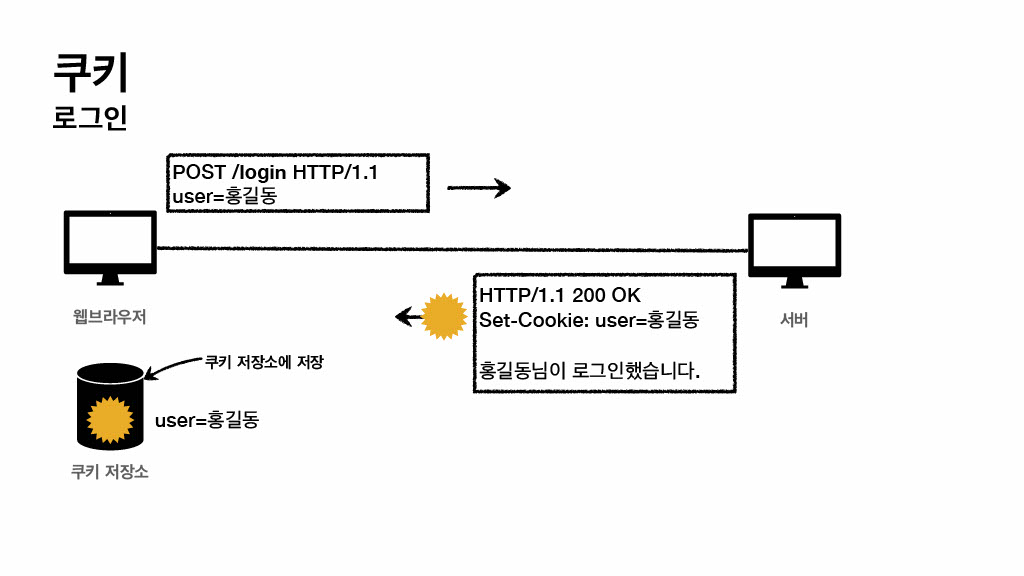 쿠키
로그인
POST /login HTTP/1.1
user=홍길동
HTTP/1.1 200 OK
Set-Cookie: user=홍길동
홍길동님이 로그인했습니다.
웹브라우저
서버
쿠키 저장소에 저장
user=홍길동
쿠키 저장소